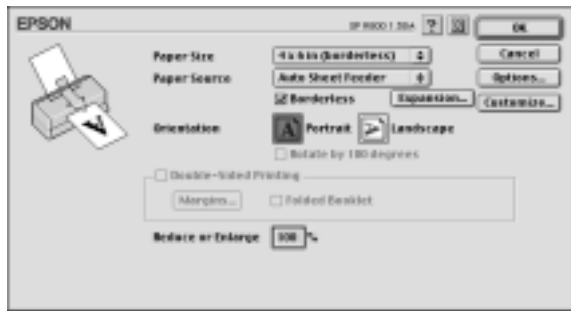 EPSON SP R800 1.50A ? OK
Paper Size 4 x 6 in (borderless) Cancel
Paper Source Auto Sheet Feeder Options...
Borderless Expansion... Customize...
Orientation A Portrait Landscape
Rotate by 180 degrees
Double-Sided Printing
Margins... Folded Booklet
Reduce or Enlarge 100 %